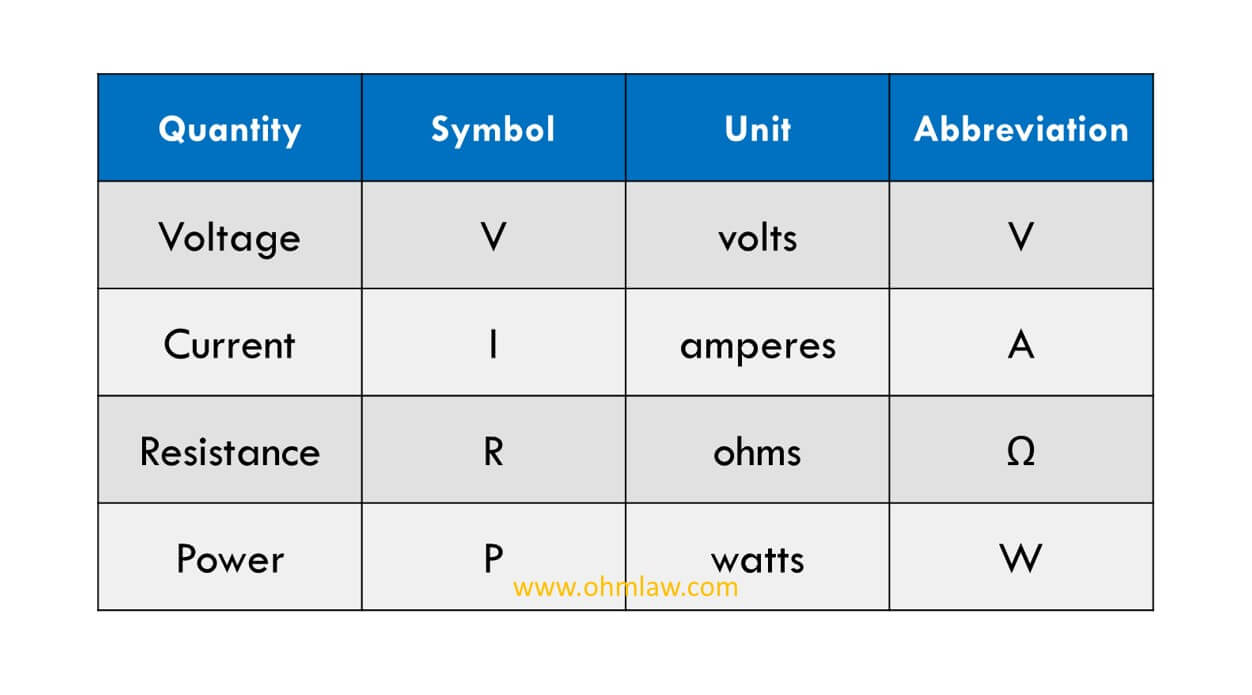 Quantity Symbol Unit Abbreviation
Voltage V volts V
Current I amperes A
Resistance R ohms Ω
Power P watts W
www.ohmlaw.com